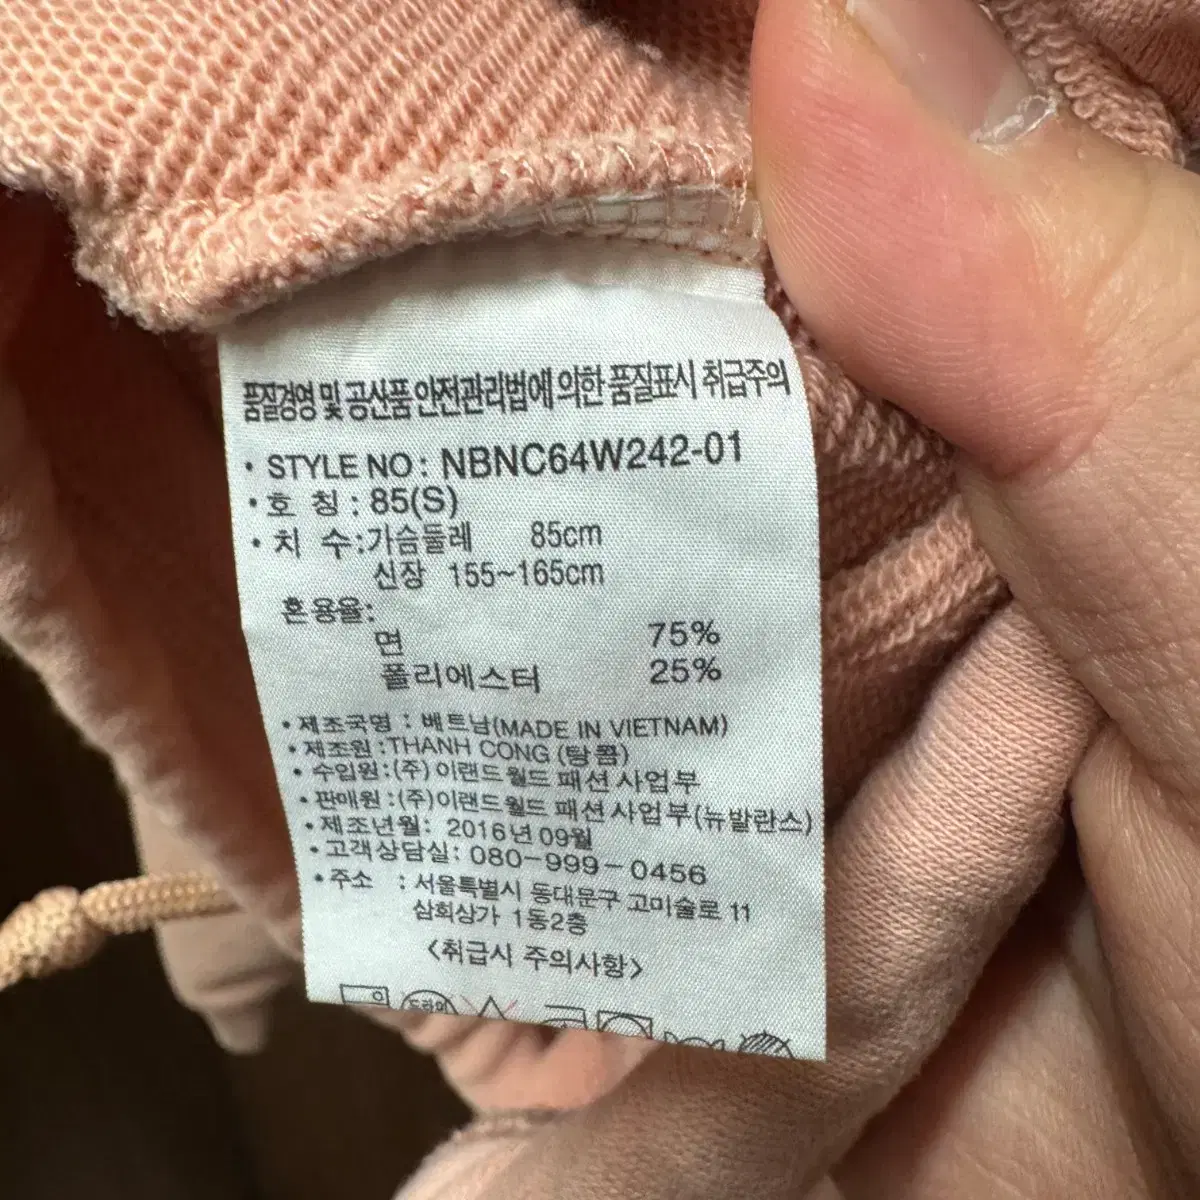 품질경영 및 공산품 안전관리법에 의한 품질표시 취급주의
• STYLE NO : NBNC64W242-01
• 호 칭 : 85(S)
• 치 수:가슴둘레 85cm
신장 155~165cm
혼용율:
면 75%
폴리에스터 25%
• 제조국명 : 베트남(MADE IN VIETNAM)
• 제조원 :THANH CONG (탕 콤)
• 수입원 :(주) 이랜드 월드 패션 사업 부
• 판매원 :(주)이랜드월드 패션사업부(뉴발란스)
• 제조년월: 2016년 09월
• 고객상담실: 080-999-0456
• 주소 : 서울특별시 동대문구 고미술로 11
삼희상가 1동2층
<취급시 주의사항>
드라이